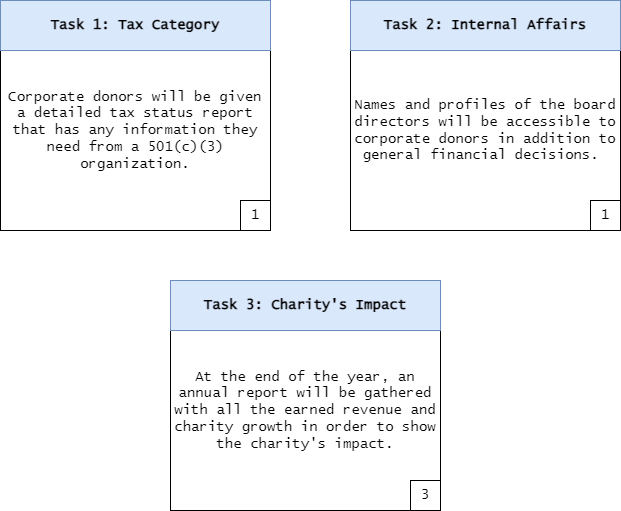 Task 1: Tax Category
Corporate donors will be given
a detailed tax status report
that has any information they
need from a 501(c)(3)
organization.
1
Task 2: Internal Affairs
Names and profiles of the board
directors will be accessible to
corporate donors in addition to
general financial decisions.
1
Task 3: Charity's Impact
At the end of the year, an
annual report will be gathered
with all the earned revenue and
charity growth in order to show
the charity's impact.
3